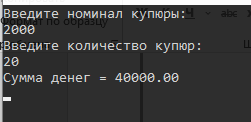 Введите номинал купюры:
2000
Введите количество купюр:
20
Сумма денег = 40000.00